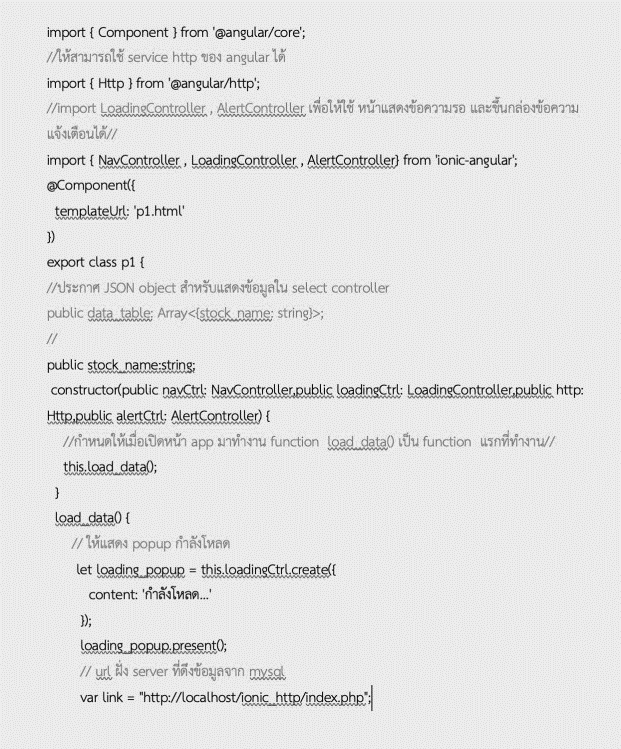 import { Component } from '@angular/core';
//ให้สามารถใช้ service http ของ angular ได้
import { Http } from '@angular/http';
//import LoadingController , AlertController เพื่อให้ใช้ หน้าแสดงข้อความรอ และขึ้นกล่องข้อความ
แจ้งเตือนได้//
import { NavController , LoadingController , AlertController} from 'ionic-angular';
@Component({
templateUrl: 'p1.html'
})
export class p1 {
//ประกาศ JSON object สำหรับแสดงข้อมูลใน select controller
public data_table: Array<{stock_name: string}>;
//
public stock_name:string;
constructor(public navCtrl: NavController,public loadingCtrl: LoadingController,public http:
Http,public alertCtrl: AlertController) {
//กำหนดให้เมื่อเปิดหน้า app มาทำงาน function load_data() เป็น function แรกที่ทำงาน//
this.load_data();
}
load_data() {
// ให้แสดง popup กำลังโหลด
let loading_popup = this.loadingCtrl.create({
content: 'กำลังโหลด...'
});
loading_popup.present();
// url ฝั่ง server ที่ดึงข้อมูลจาก mysql
var link = "http://localhost/ionic_http/index.php";